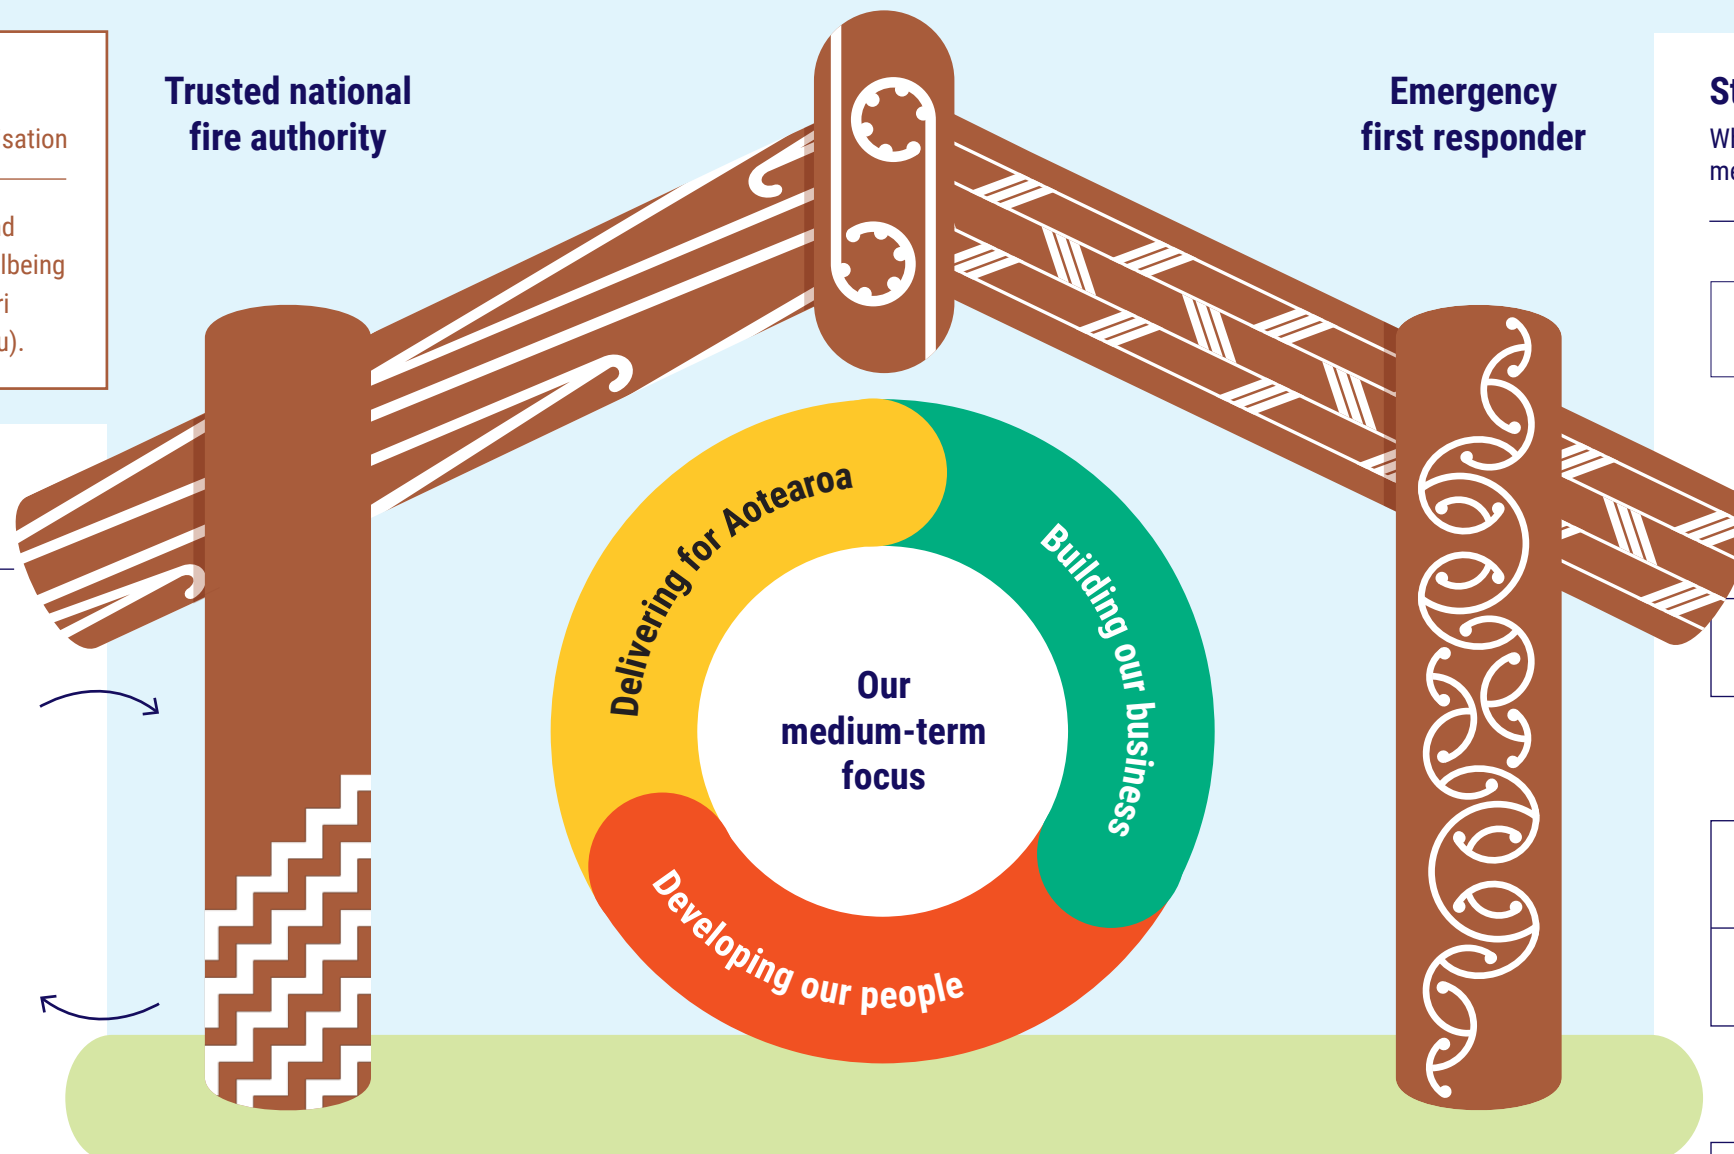 sation
lbeing
Trusted national
fire authority
Emergency
first responder
Delivering for Aotearoa
Building our business
Our
medium-term
focus
Developing our people